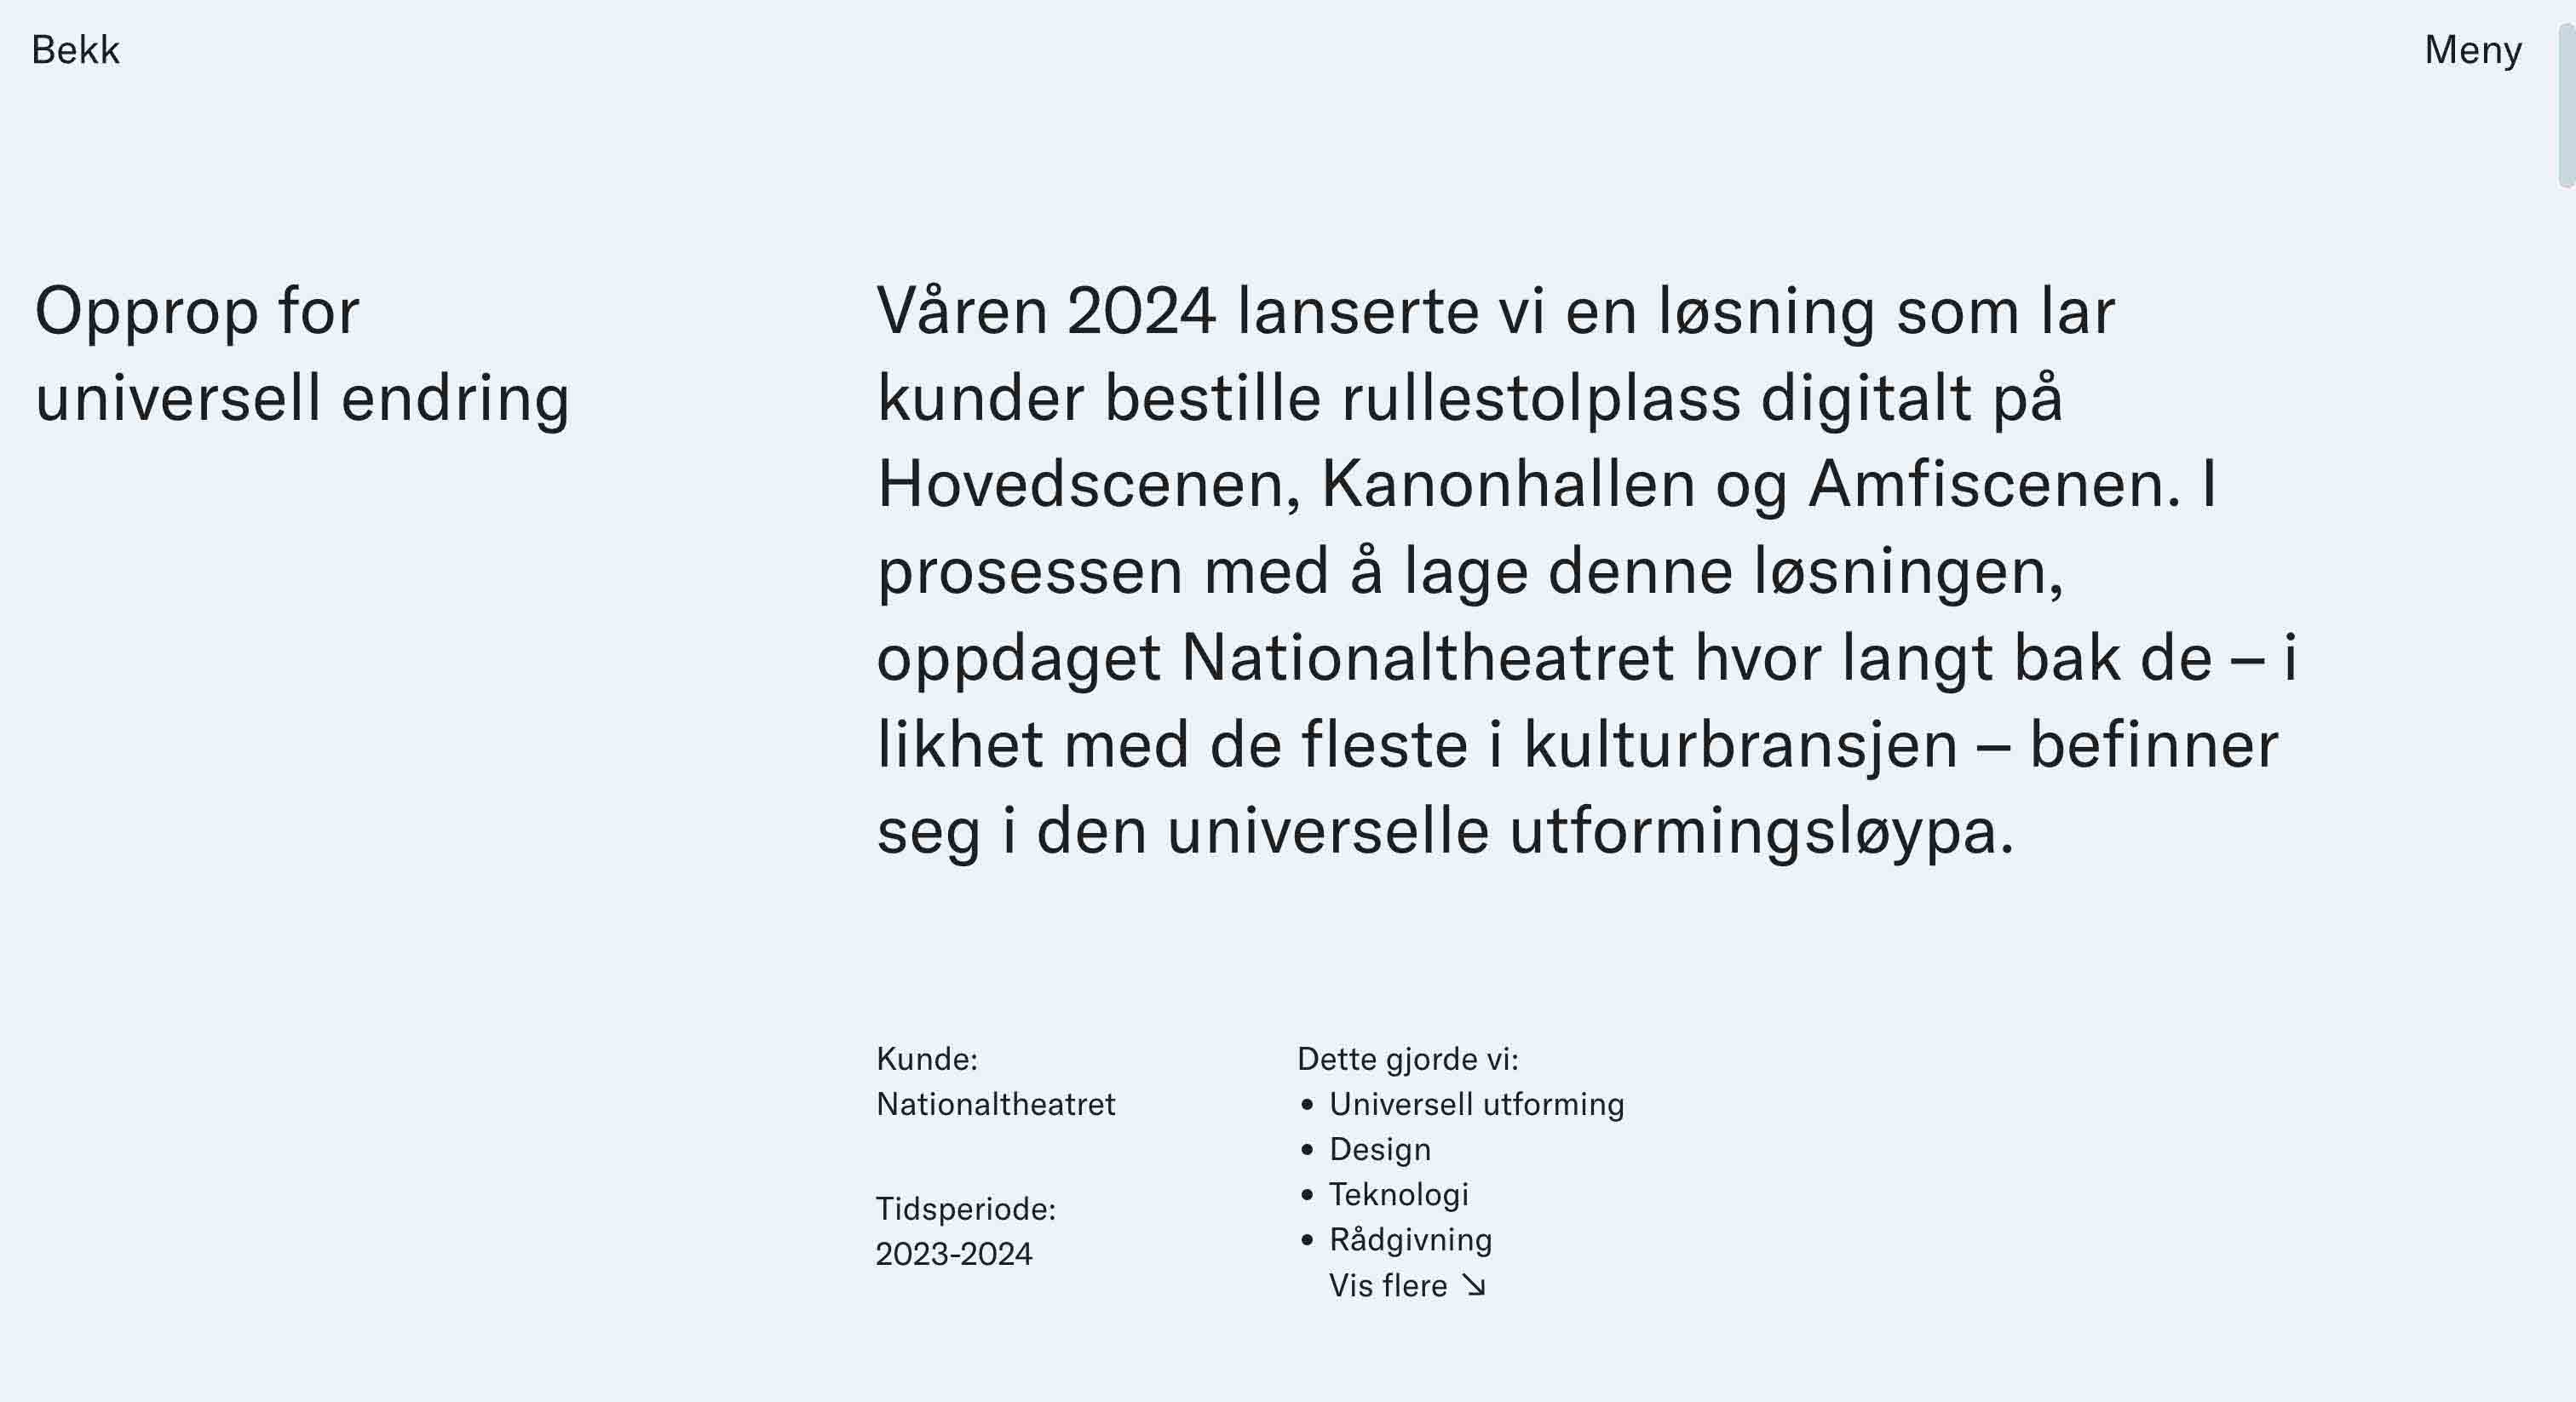 Bekk
Meny
Opprop for
universell endring
Våren 2024 lanserte vi en løsning som lar
kunder bestille rullestolplass digitalt på
Hovedscenen, Kanonhallen og Amfiscenen. I
prosessen med å lage denne løsningen,
oppdaget Nationaltheatret hvor langt bak de – i
likhet med de fleste i kulturbransjen – befinner
seg i den universelle utformingsløypa.
Kunde:
Nationaltheatret
Tidsperiode:
2023-2024
Dette gjorde vi:
• Universell utforming
• Design
• Teknologi
• Rådgivning
Vis flere ↘